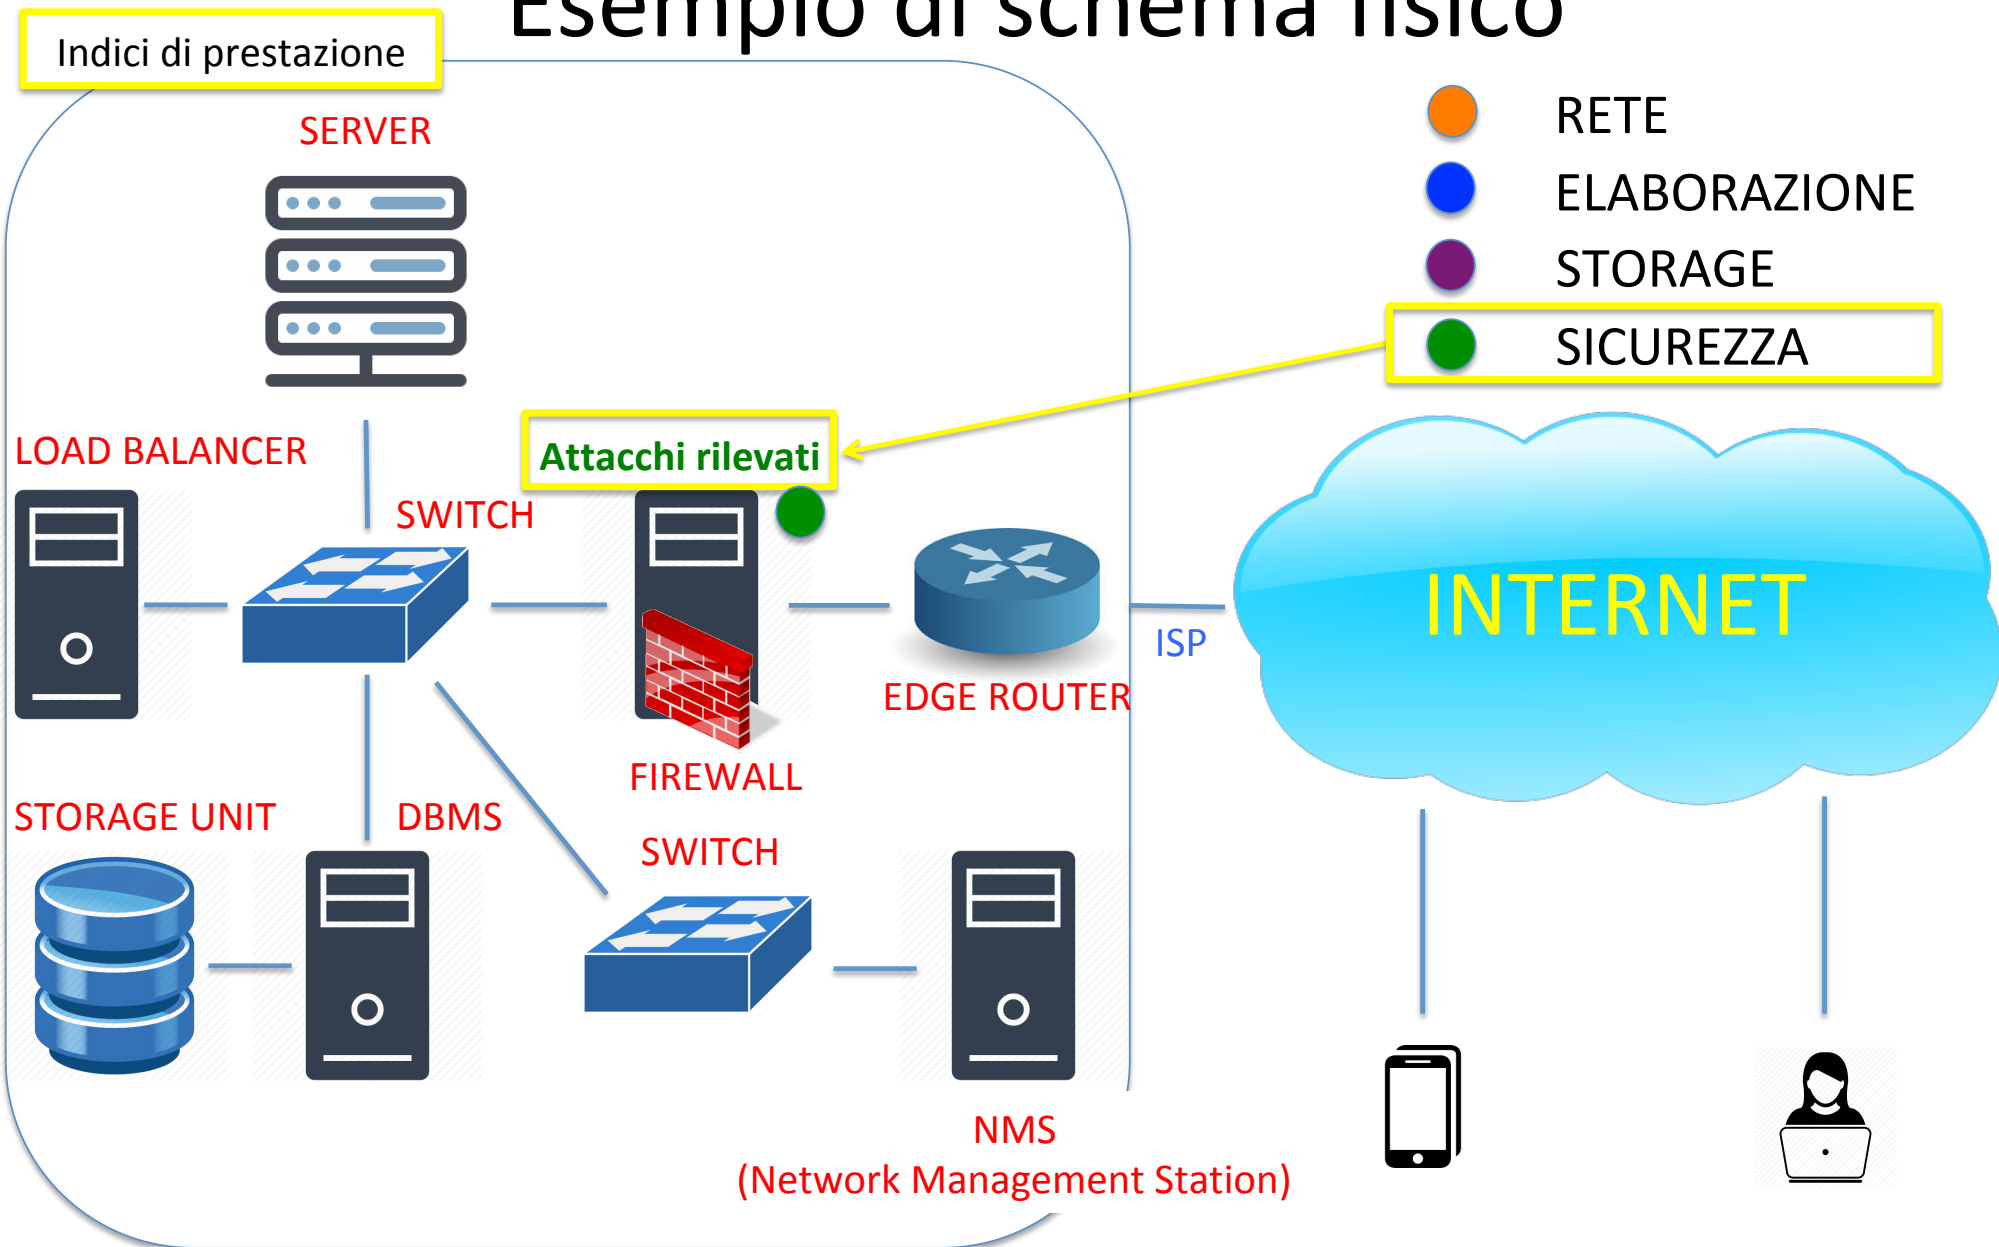 Esempio di schema fisico
Indici di prestazione
RETE
ELABORAZIONE
STORAGE
SICUREZZA
SERVER
LOAD BALANCER
Attacchi rilevati
SWITCH
INTERNET
ISP
EDGE ROUTER
FIREWALL
STORAGE UNIT
DBMS
SWITCH
NMS
(Network Management Station)